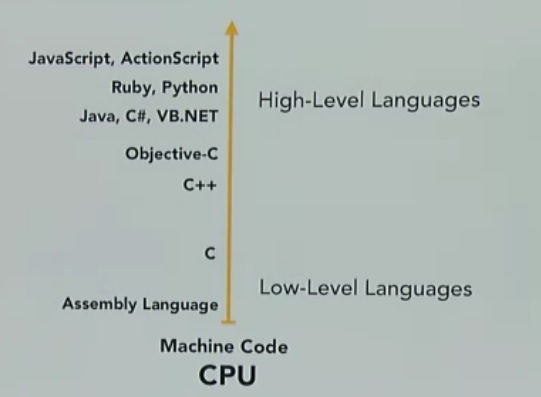 JavaScript, ActionScript
Ruby, Python
High-Level Languages
Java, C#, VB.NET
Objective-C
C++
C
Low-Level Languages
Assembly Language
Machine Code
CPU